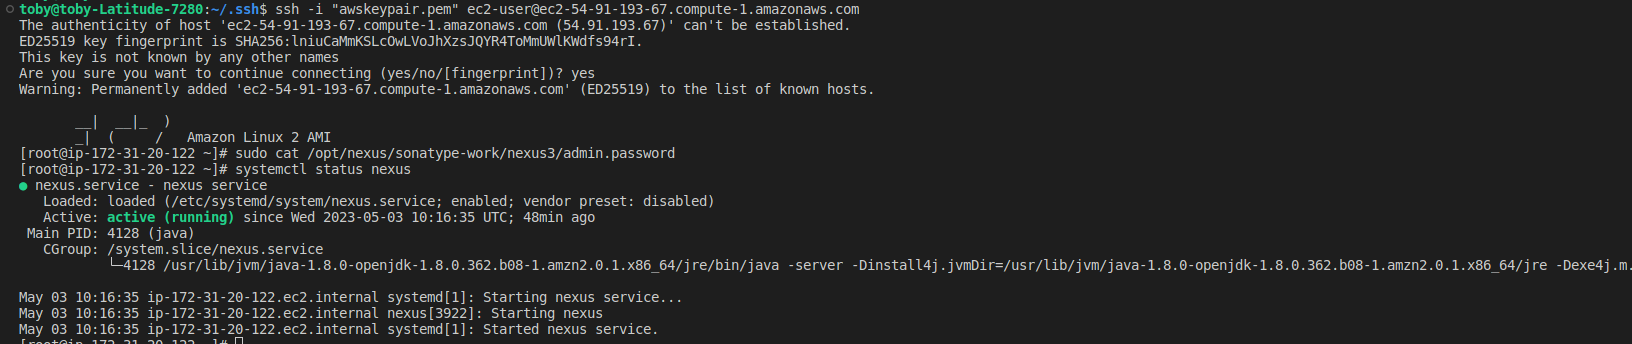 toby@toby-Latitude-7280:~/.ssh$ ssh -i "awskeypair.pem" ec2-user@ec2-54-91-193-67.compute-1.amazonaws.com
The authenticity of host 'ec2-54-91-193-67.compute-1.amazonaws.com (54.91.193.67)' can't be established.
ED25519 key fingerprint is SHA256:lniuCaMmKSLcOwLVoJhXzsJQYR4ToMmUWlKWdfs94rI.
This key is not known by any other names
Are you sure you want to continue connecting (yes/no/[fingerprint])? yes
Warning: Permanently added 'ec2-54-91-193-67.compute-1.amazonaws.com' (ED25519) to the list of known hosts.
       __|  __|_  )
       _|  (     /   Amazon Linux 2 AMI
[root@ip-172-31-20-122 ~]# sudo cat /opt/nexus/sonatype-work/nexus3/admin.password
[root@ip-172-31-20-122 ~]# systemctl status nexus
● nexus.service - nexus service
   Loaded: loaded (/etc/systemd/system/nexus.service; enabled; vendor preset: disabled)
   Active: active (running) since Wed 2023-05-03 10:16:35 UTC; 48min ago
 Main PID: 4128 (java)
   CGroup: /system.slice/nexus.service
           └─4128 /usr/lib/jvm/java-1.8.0-openjdk-1.8.0.362.b08-1.amzn2.0.1.x86_64/jre/bin/java -server -Dinstall4j.jvmDir=/usr/lib/jvm/java-1.8.0-openjdk-1.8.0.362.b08-1.amzn2.0.1.x86_64/jre -Dexe4j.m.
May 03 10:16:35 ip-172-31-20-122.ec2.internal systemd[1]: Starting nexus service...
May 03 10:16:35 ip-172-31-20-122.ec2.internal nexus[3922]: Starting nexus
May 03 10:16:35 ip-172-31-20-122.ec2.internal systemd[1]: Started nexus service.
[root@ip-172-31-20-122 ~]#